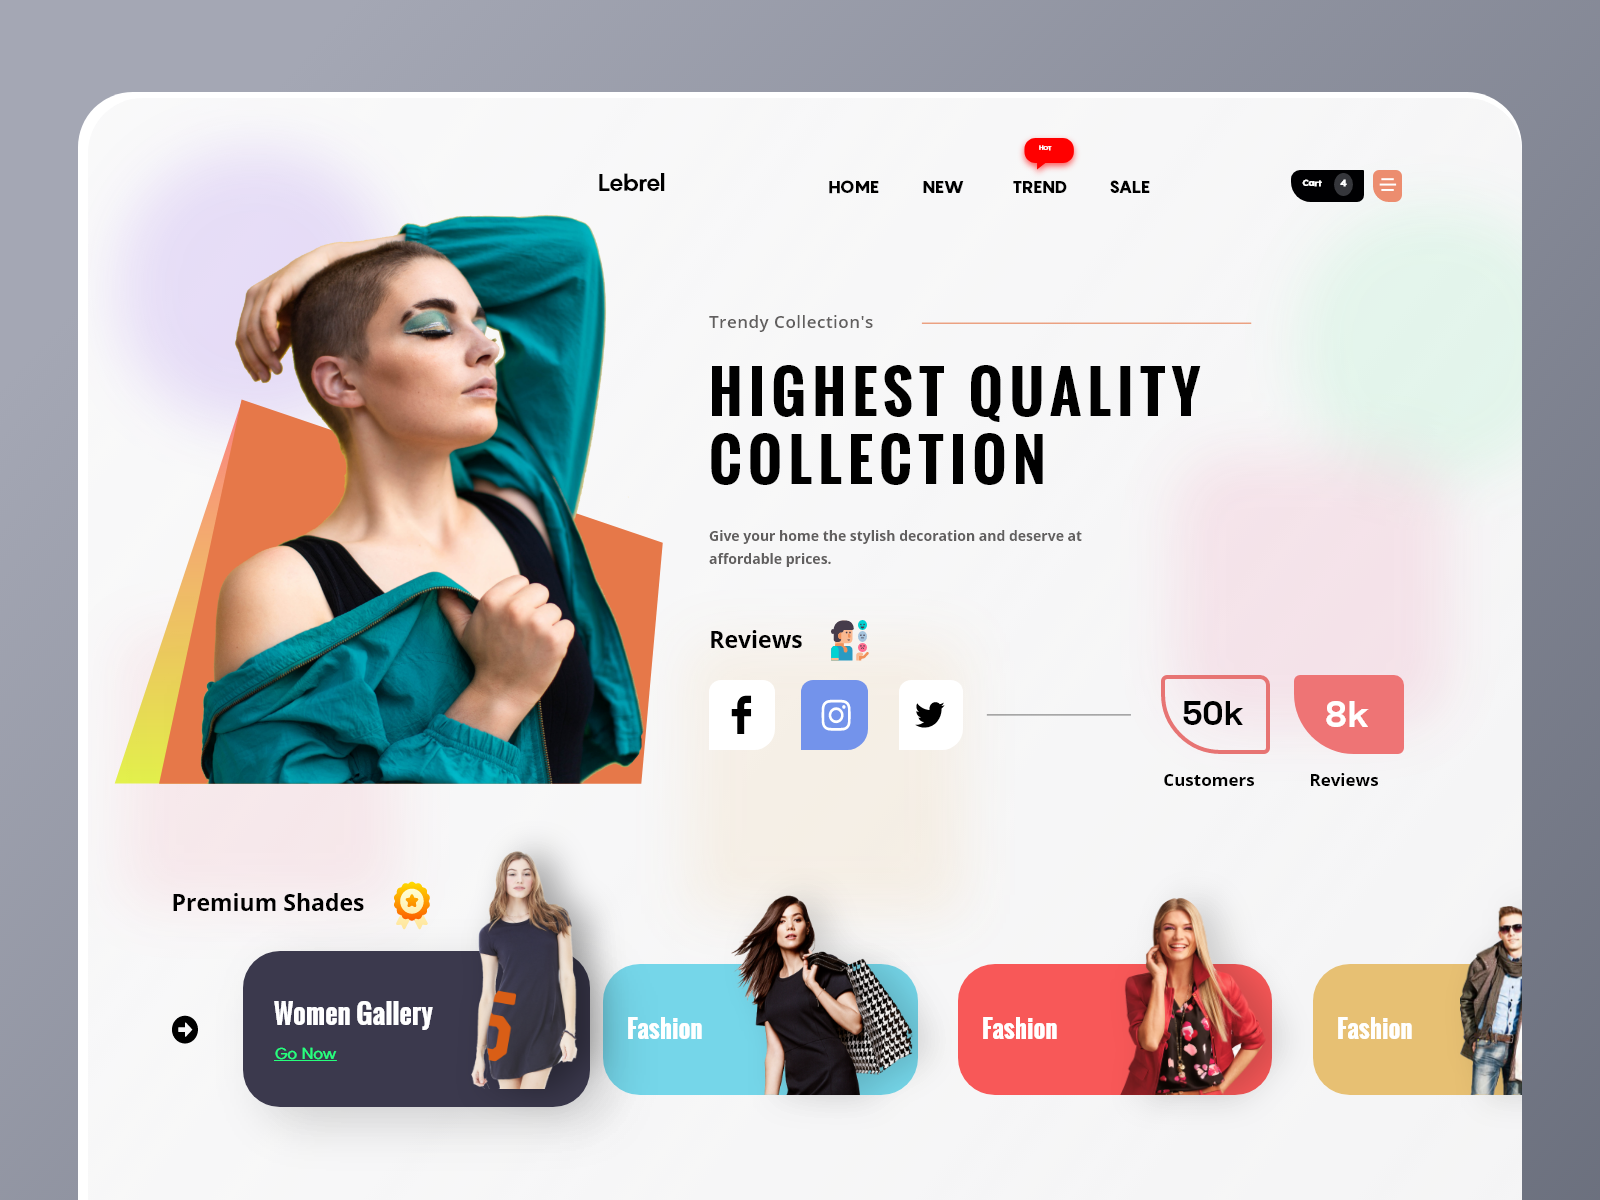 Lebrel
HOME
NEW
HOT
TREND
SALE
Cart
4
Trendy Collection's
HIGHEST QUALITY
COLLECTION
Give your home the stylish decoration and deserve at
affordable prices.
Reviews
50k
8k
Customers
Reviews
Premium Shades
Women Gallery
Go Now
Fashion
Fashion
Fashion